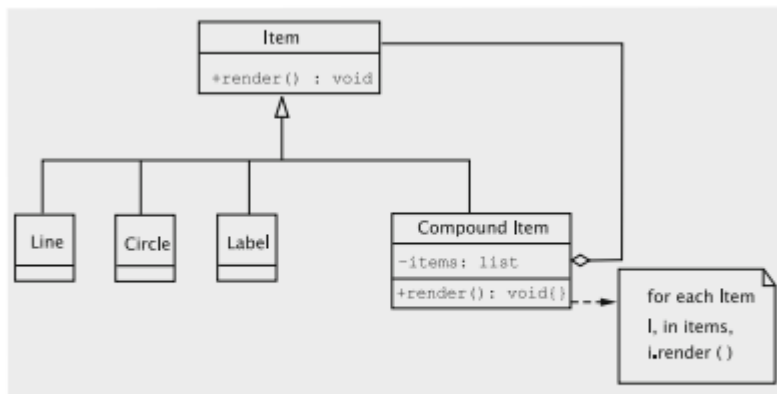 Item
+render() : void
Line
Circle
Label
Compound Item
-items: list
+render(): void{}
for each Item
I, in items,
i.render ( )